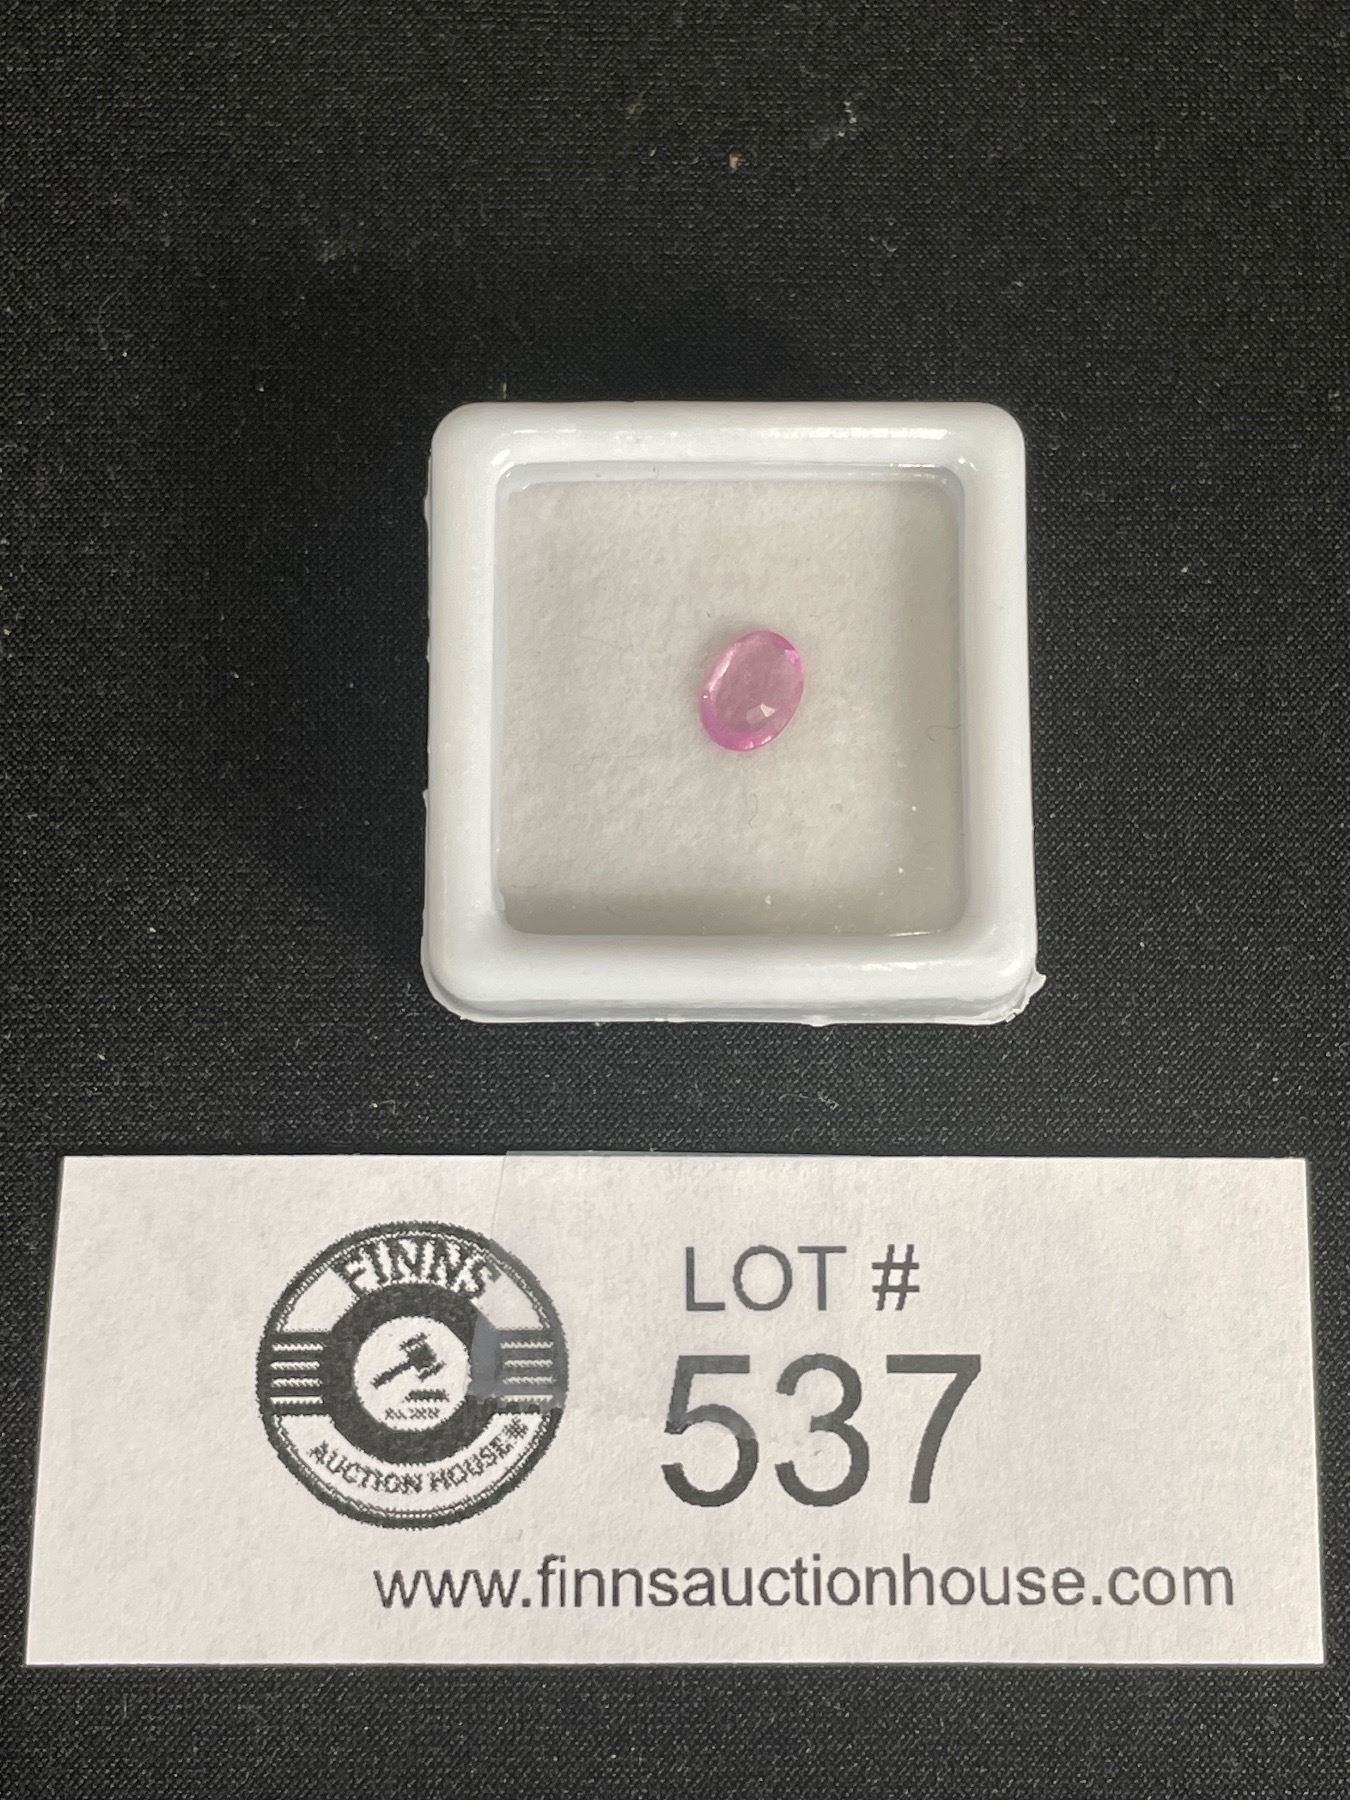 FINNS
AUCTION HOUSE
LOT #
537
www.finnsauctionhouse.com